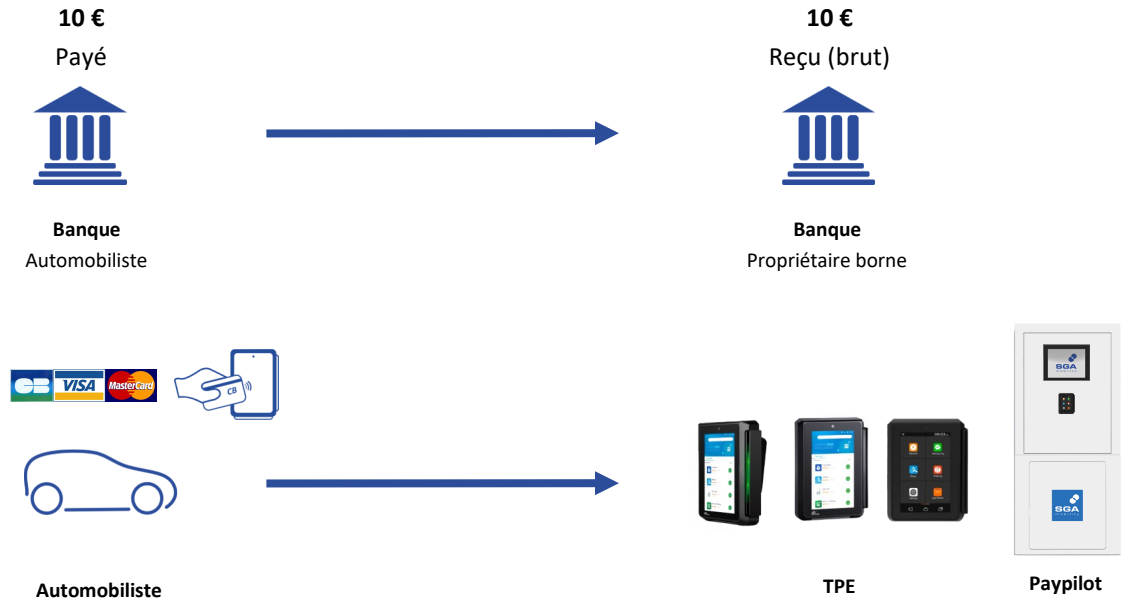 10 €
Payé
10 €
Reçu (brut)
Banque
Automobiliste
Banque
Propriétaire borne
CB
VISA
MasterCard
CB
SGA
SGA
Automobiliste
TPE
Paypilot